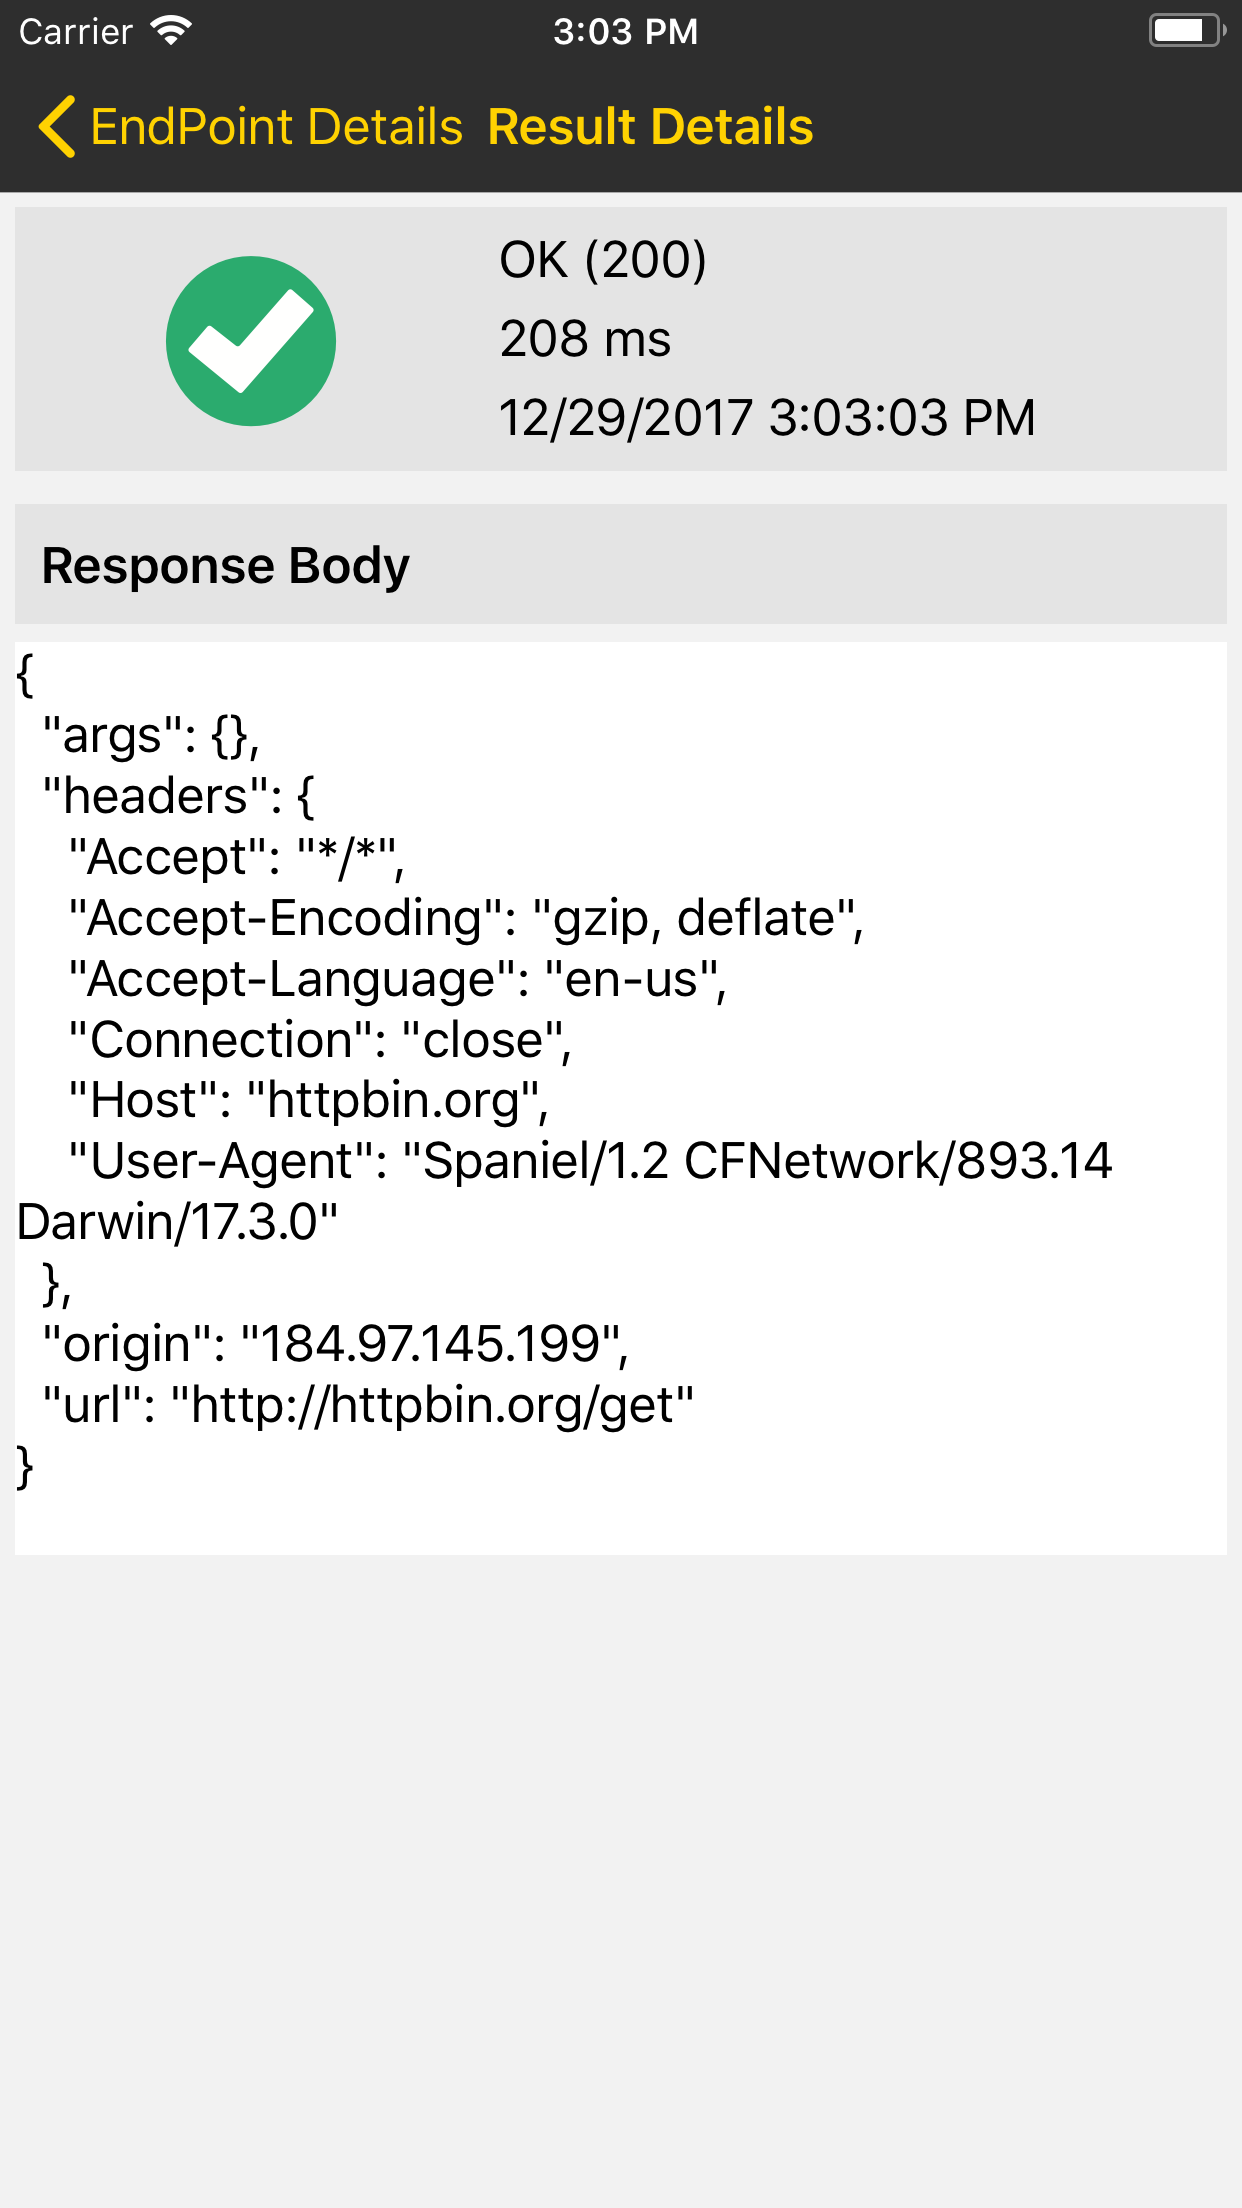 Carrier 3:03 PM
EndPoint Details Result Details
OK (200)
208 ms
12/29/2017 3:03:03 PM
Response Body
{
  "args": {},
  "headers": {
    "Accept": "*/*",
    "Accept-Encoding": "gzip, deflate",
    "Accept-Language": "en-us",
    "Connection": "close",
    "Host": "httpbin.org",
    "User-Agent": "Spaniel/1.2 CFNetwork/893.14
Darwin/17.3.0"
  },
  "origin": "184.97.145.199",
  "url": "http://httpbin.org/get"
}